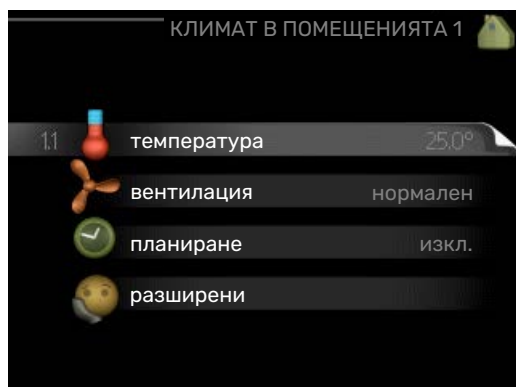 КЛИМАТ В ПОМЕЩЕНИЯТА 1
1.1 температура 25.0°
вентилация нормален
планиране изкл.
разширени